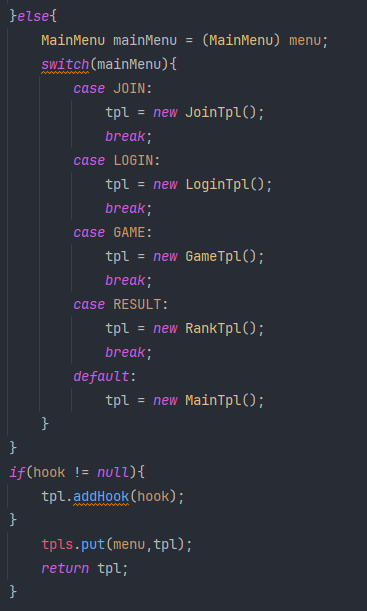 }else{
MainMenu mainMenu = (MainMenu) menu;
switch(mainMenu){
case JOIN:
tpl = new JoinTpl();
break;
case LOGIN:
tpl = new LoginTpl();
break;
case GAME:
tpl = new GameTpl();
break;
case RESULT:
tpl = new RankTpl();
break;
default:
tpl = new MainTpl();
}
}
if(hook != null){
tpl.addHook(hook);
}
tpls.put(menu,tpl);
return tpl;
}